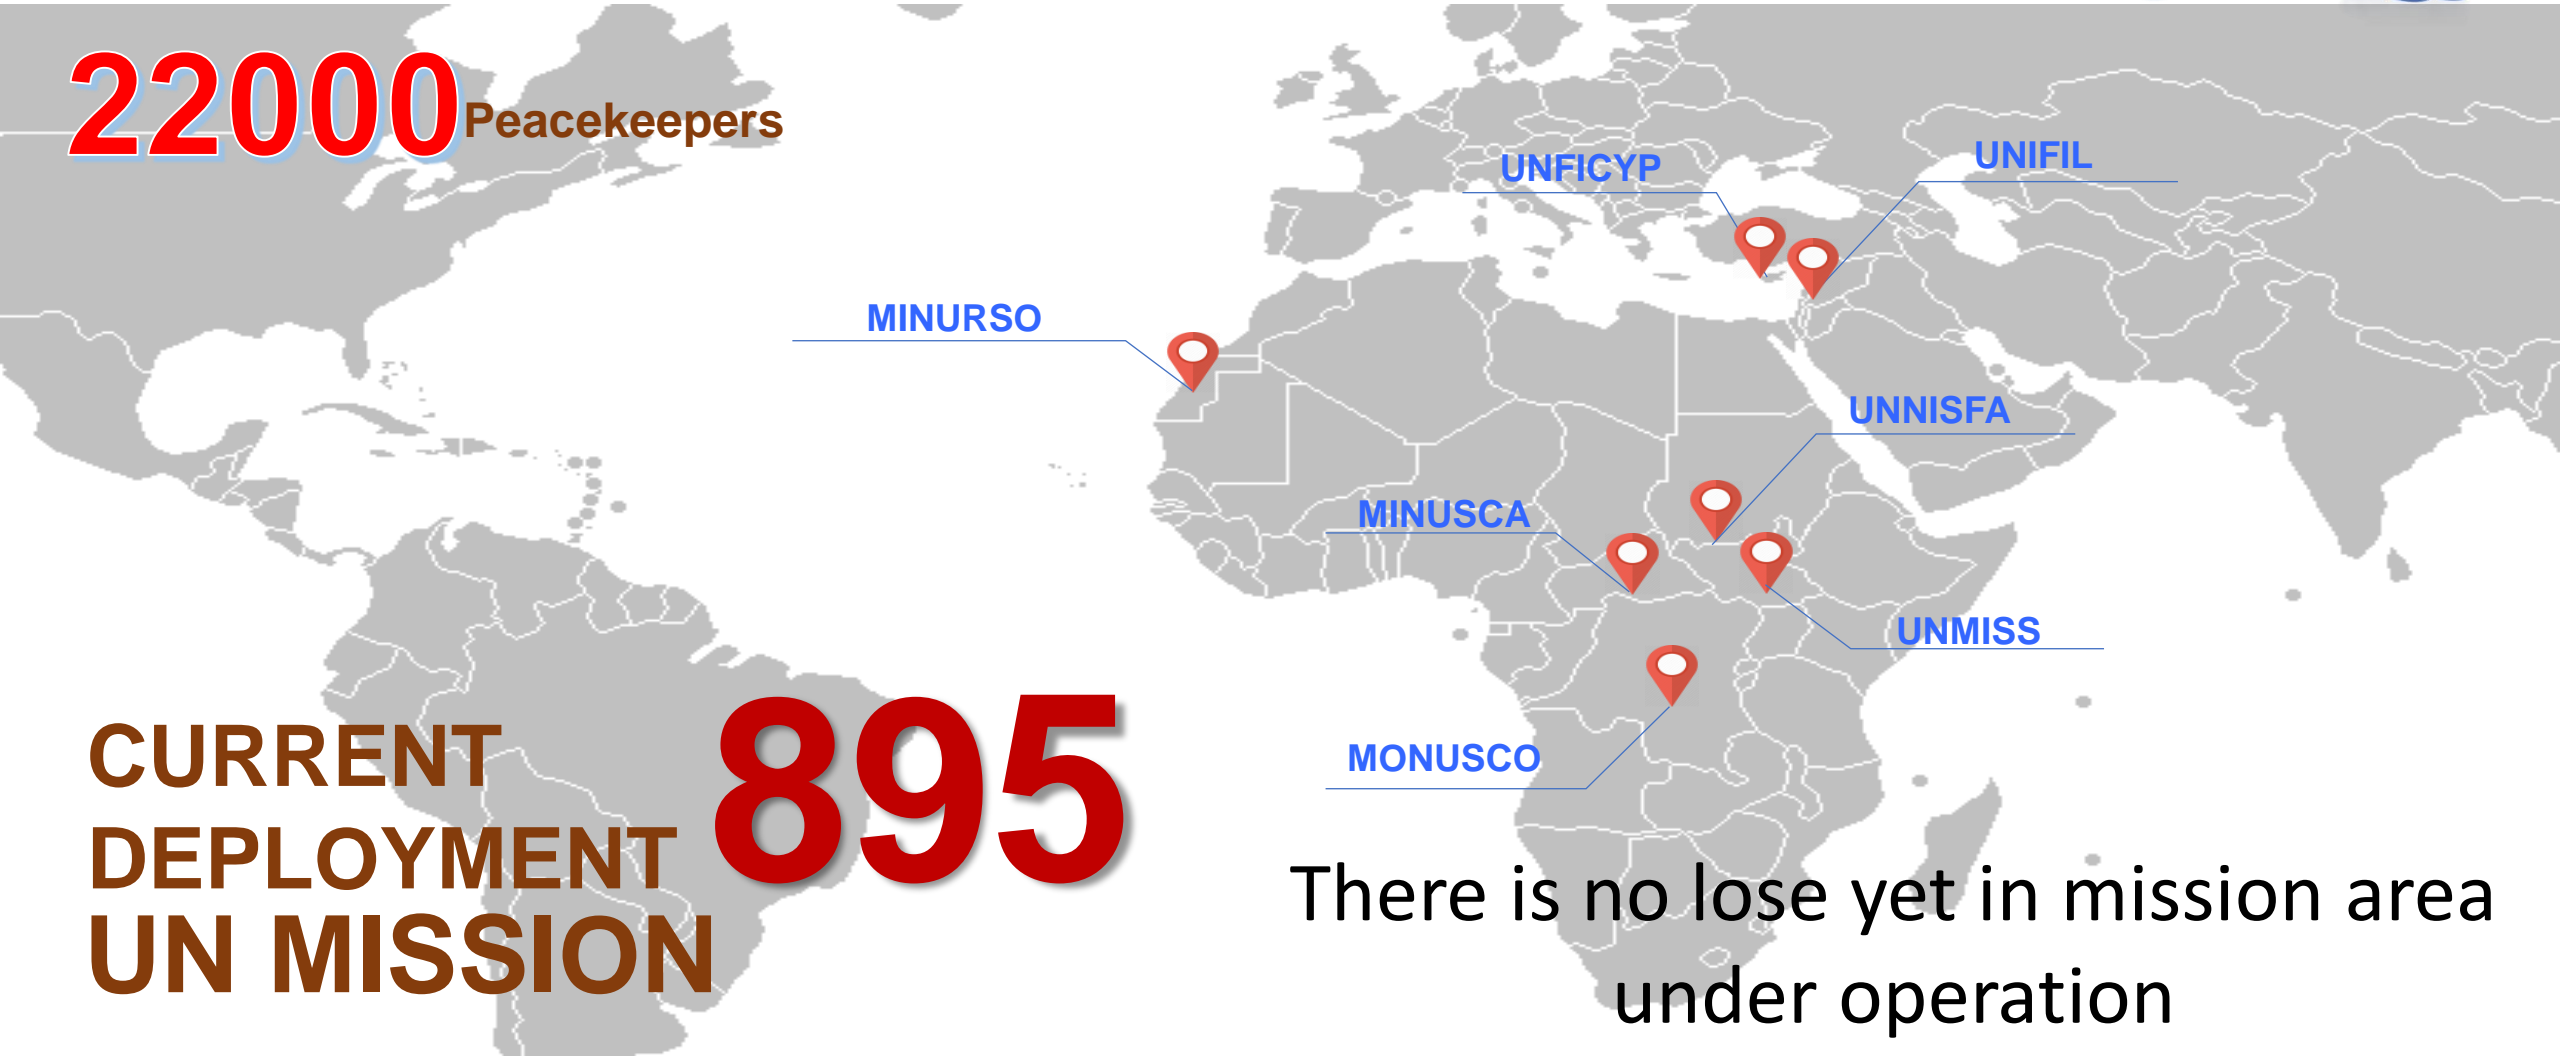 22000 Peacekeepers
UNFICYP
UNIFIL
MINURSO
UNNISFA
MINUSCA
UNMISS
MONUSCO
CURRENT
DEPLOYMENT
UN MISSION
895
There is no lose yet in mission area
under operation